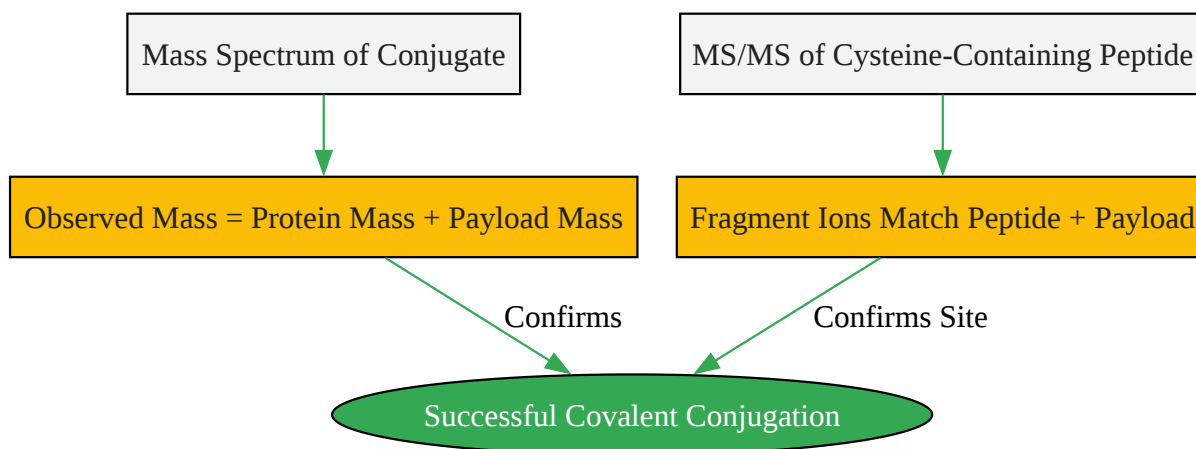 Mass Spectrum of Conjugate
MS/MS of Cysteine-Containing Peptide
Observed Mass = Protein Mass + Payload Mass
Fragment Ions Match Peptide + Payload
Confirms
Confirms Site
Successful Covalent Conjugation